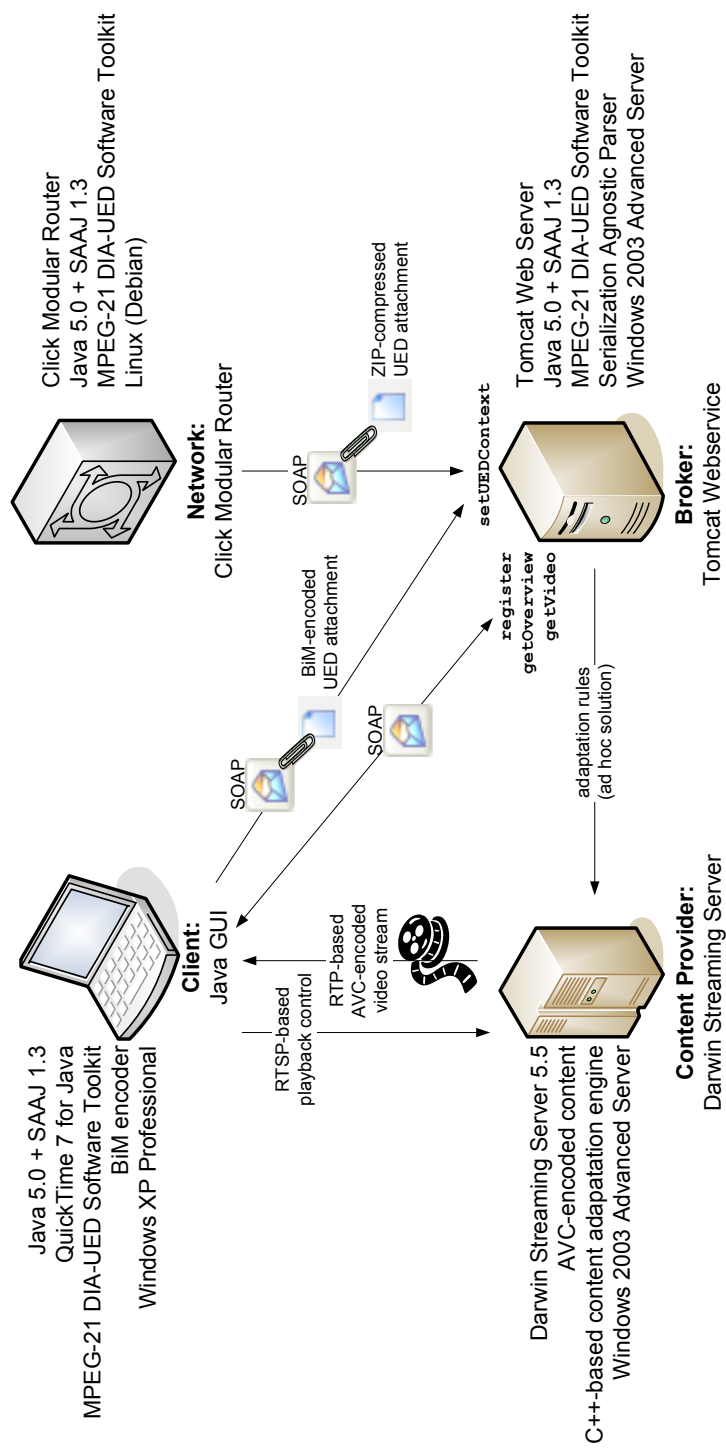 Java 5.0 + SAAJ 1.3
QuickTime 7 for Java
MPEG-21 DIA-UED Software Toolkit
BiM encoder
Windows XP Professional
Client:
Java GUI
Click Modular Router
Java 5.0 + SAAJ 1.3
MPEG-21 DIA-UED Software Toolkit
Linux (Debian)
Network:
Click Modular Router
SOAP
BiM-encoded
UED attachment
SOAP
ZIP-compressed
UED attachment
SOAP
RTSP-based
playback control
RTP-based
AVC-encoded
video stream
setUEDContext
register
getOverview
getVideo
adaptation rules
(ad hoc solution)
Darwin Streaming Server 5.5
AVC-encoded content
C++-based content adapatation engine
Windows 2003 Advanced Server
Content Provider:
Darwin Streaming Server
Tomcat Web Server
Java 5.0 + SAAJ 1.3
MPEG-21 DIA-UED Software Toolkit
Serialization Agnostic Parser
Windows 2003 Advanced Server
Broker:
Tomcat Webservice